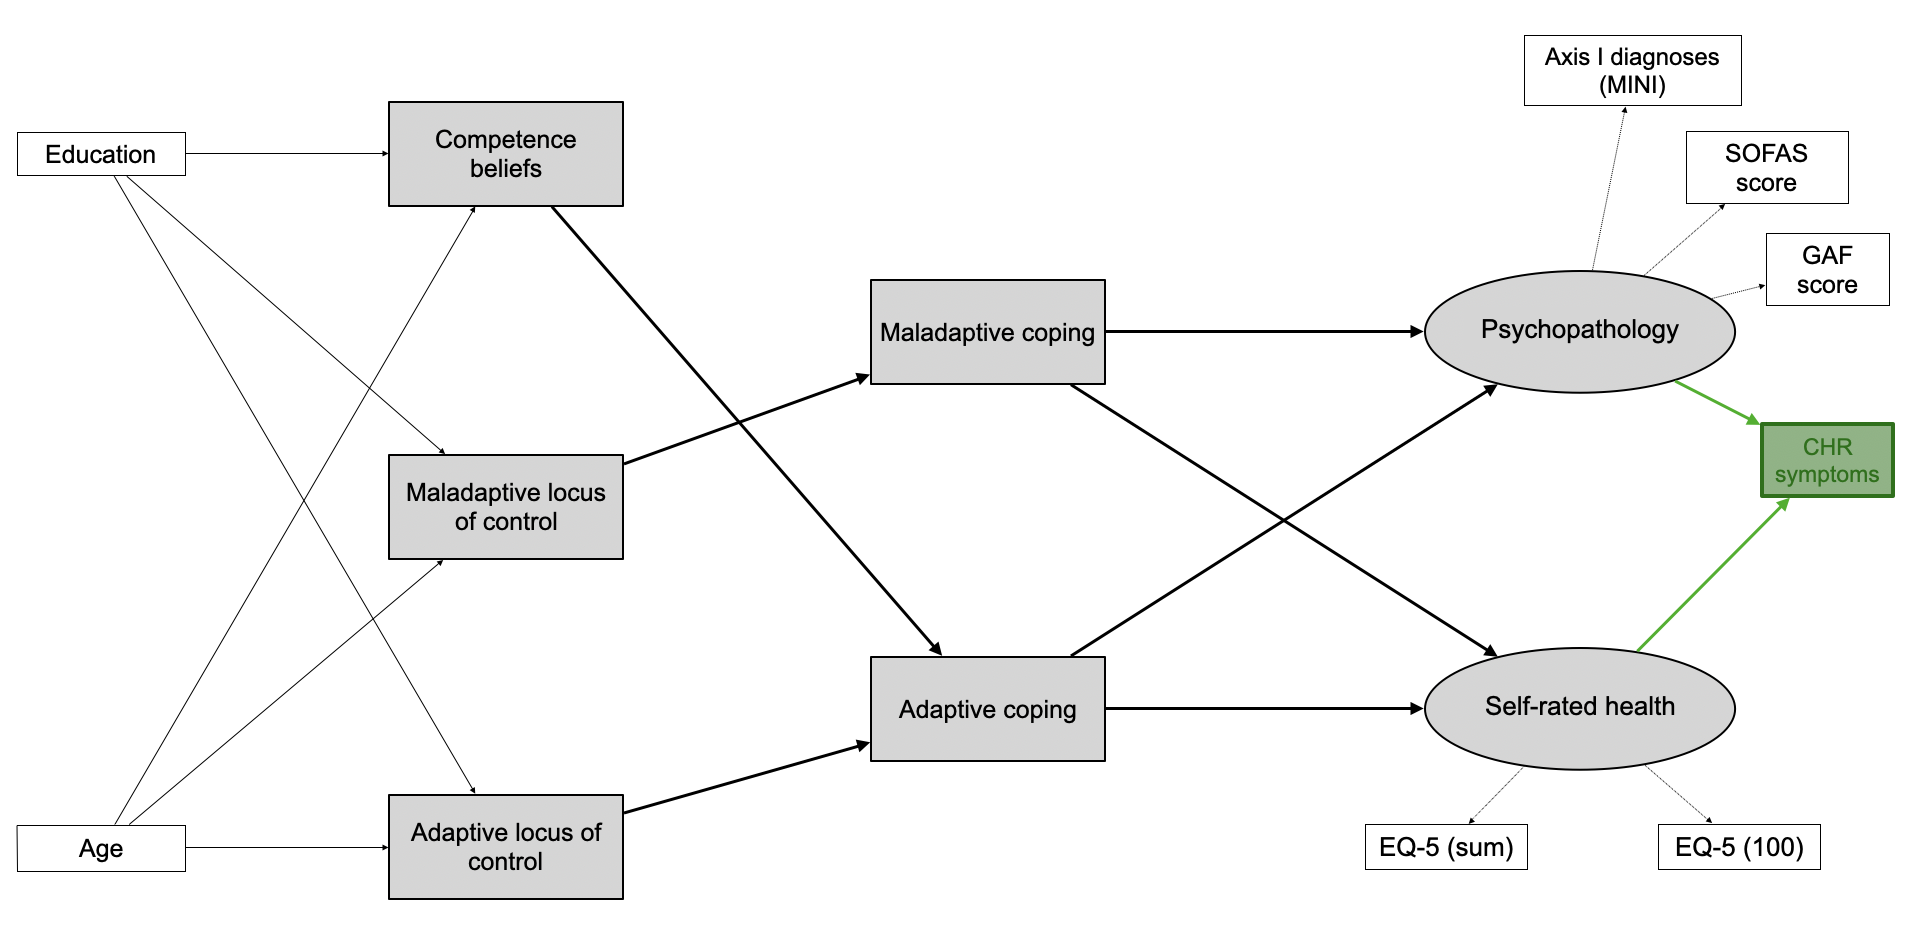 Axis I diagnoses
(MINI)
Education
Competence
beliefs
SOFAS
score
GAF
score
Maladaptive coping
Psychopathology
CHR
symptoms
Maladaptive locus
of control
Adaptive coping
Self-rated health
Age
Adaptive locus of
control
EQ-5 (sum)
EQ-5 (100)